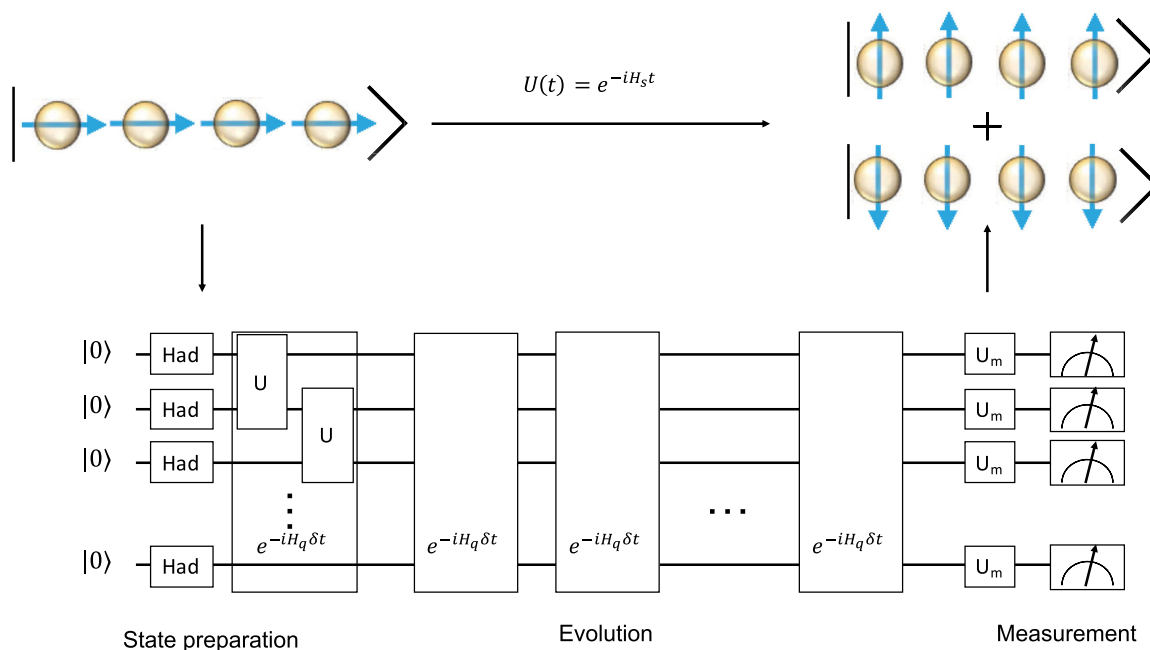 U(t) = e^{-iH_s t}
+
|0⟩ Had U U_m
|0⟩ Had U U_m
|0⟩ Had U_m
⋮ ...
e^{-iH_q δt} e^{-iH_q δt} e^{-iH_q δt} e^{-iH_q δt}
|0⟩ Had U_m
State preparation Evolution Measurement